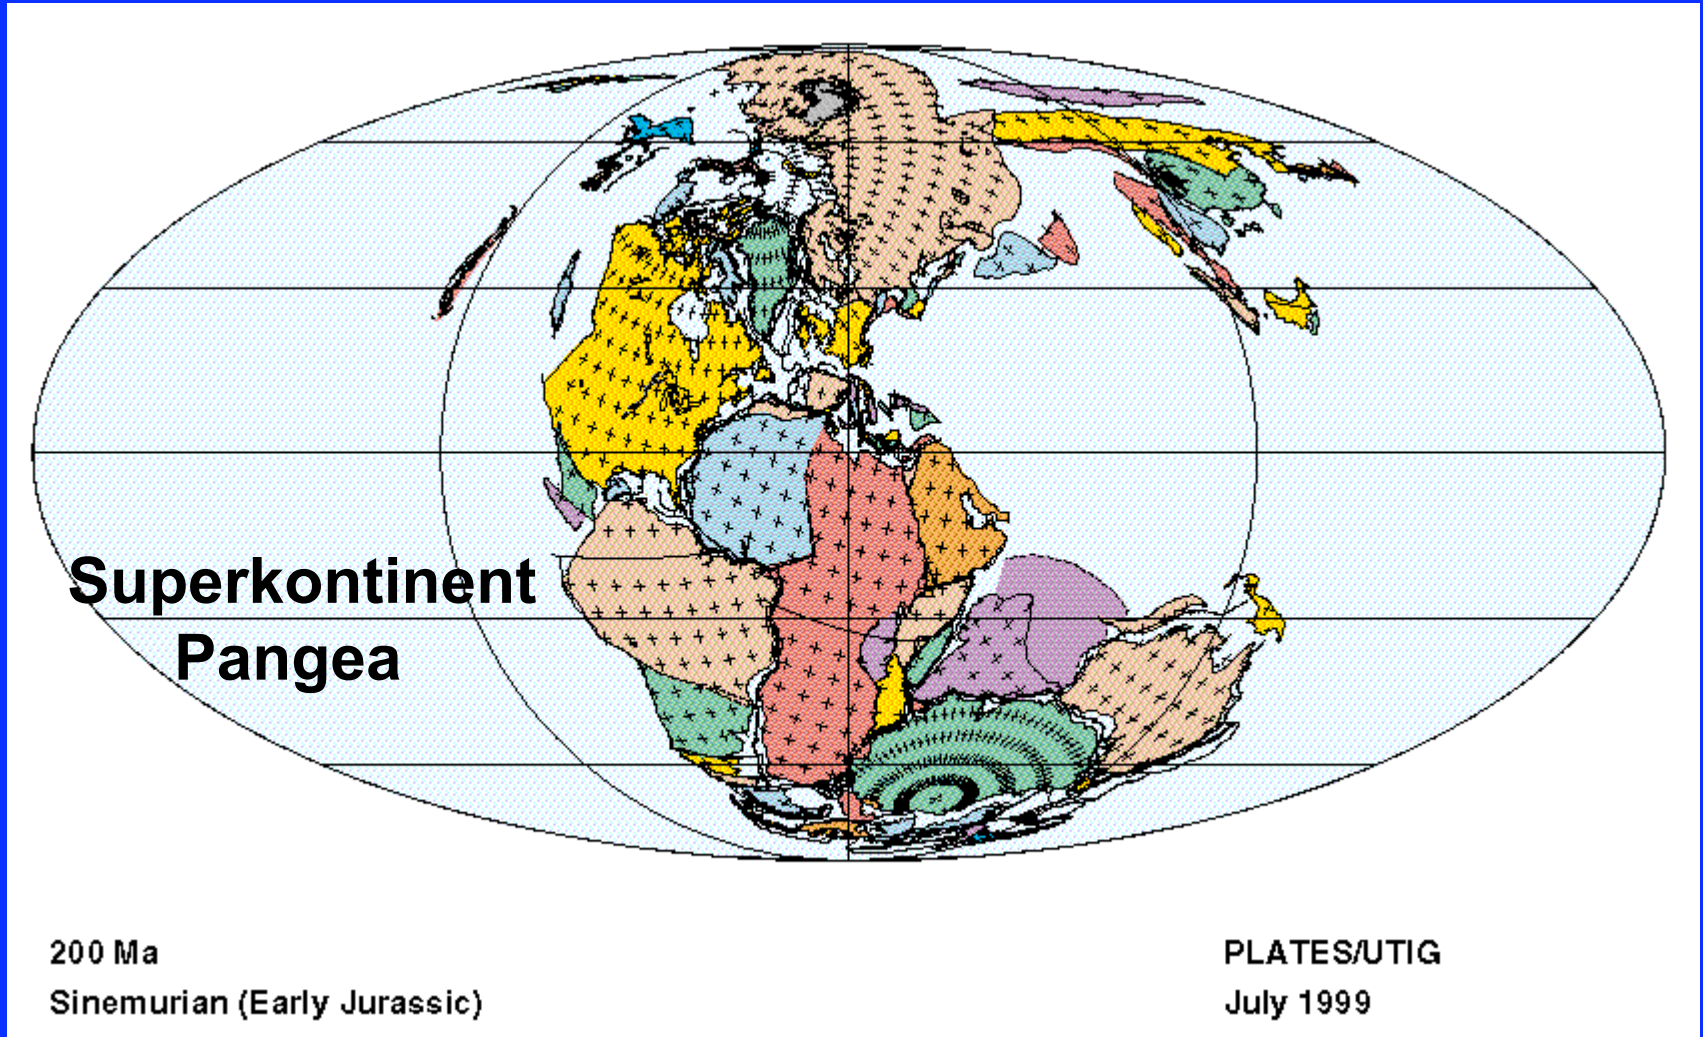 Superkontinent
Pangea
200 Ma
Sinemurian (Early Jurassic)
PLATES/UTIG
July 1999